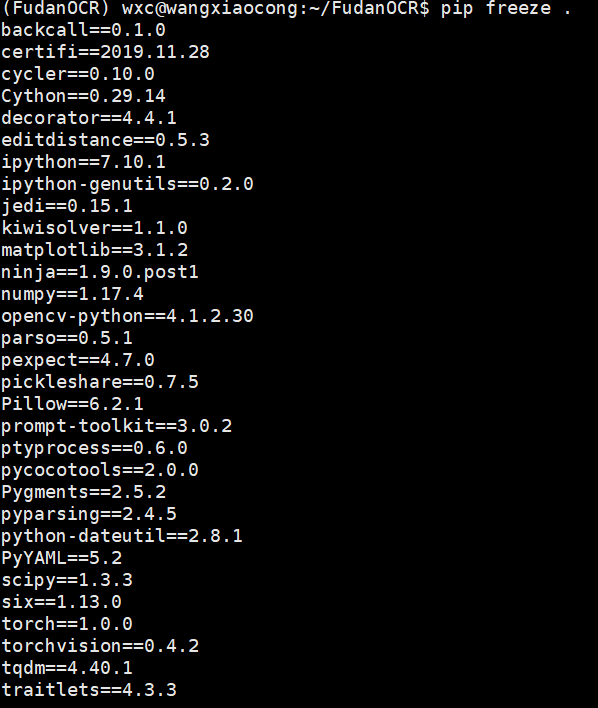 (FudanOCR) wxc@wangxiaocong:~/FudanOCR$ pip freeze .
backcall==0.1.0
certifi==2019.11.28
cycler==0.10.0
Cython==0.29.14
decorator==4.4.1
editdistance==0.5.3
ipython==7.10.1
ipython-genutils==0.2.0
jedi==0.15.1
kiwisolver==1.1.0
matplotlib==3.1.2
ninja==1.9.0.post1
numpy==1.17.4
opencv-python==4.1.2.30
parso==0.5.1
pexpect==4.7.0
pickleshare==0.7.5
Pillow==6.2.1
prompt-toolkit==3.0.2
ptyprocess==0.6.0
pycocotools==2.0.0
Pygments==2.5.2
pyparsing==2.4.5
python-dateutil==2.8.1
PyYAML==5.2
scipy==1.3.3
six==1.13.0
torch==1.0.0
torchvision==0.4.2
tqdm==4.40.1
traitlets==4.3.3